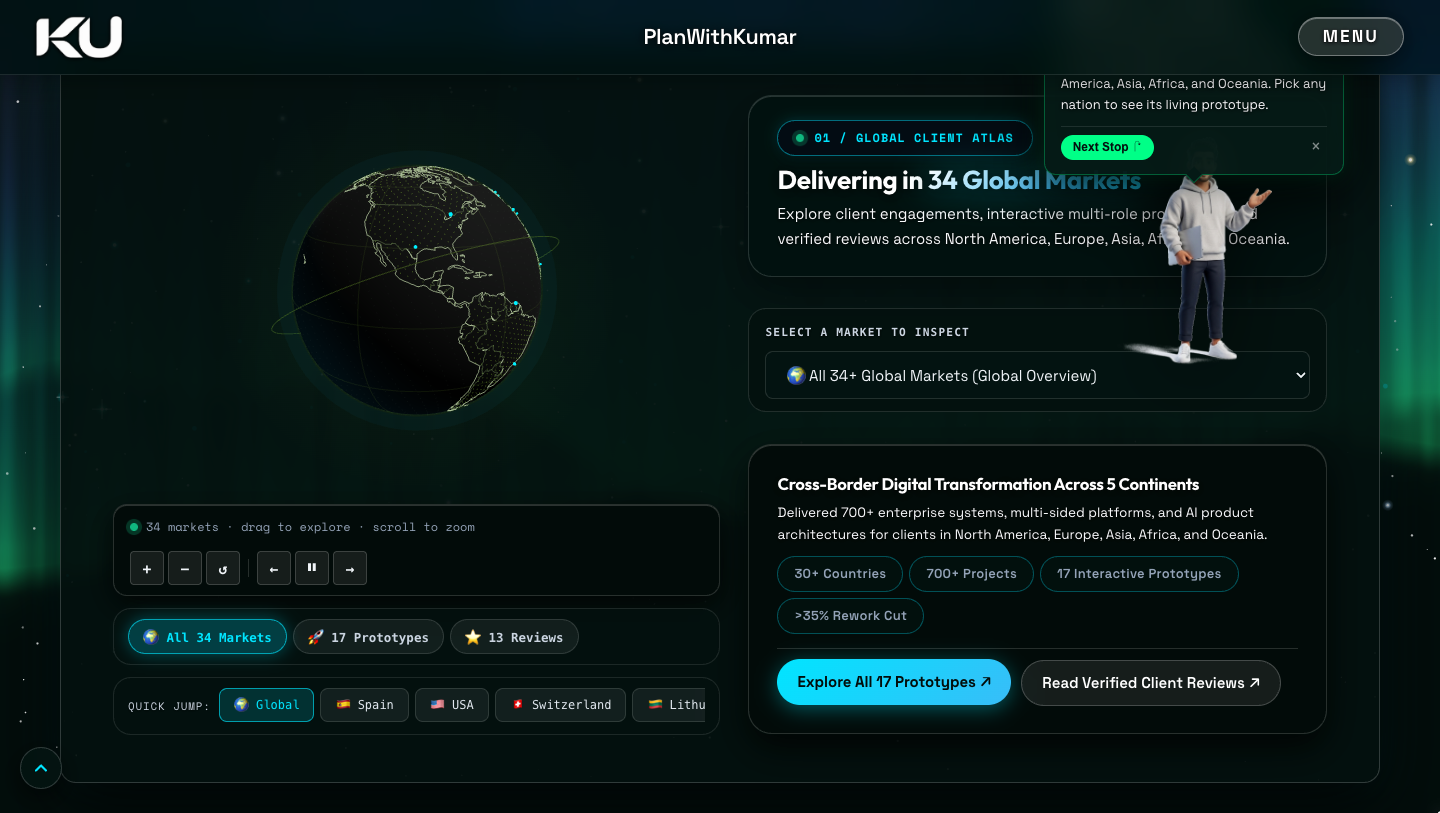 KU
PlanWithKumar
MENU
America, Asia, Africa, and Oceania. Pick any
nation to see its living prototype.
Next Stop
×
01 / GLOBAL CLIENT ATLAS
Delivering in 34 Global Markets
Explore client engagements, interactive multi-role
verified reviews across North America, Europe, Asia, Oceania.
SELECT A MARKET TO INSPECT
All 34+ Global Markets (Global Overview)
34 markets · drag to explore · scroll to zoom
+ − ↺ ← →
All 34 Markets
17 Prototypes
13 Reviews
QUICK JUMP:
Global
Spain
USA
Switzerland
Lithu
Cross-Border Digital Transformation Across 5 Continents
Delivered 700+ enterprise systems, multi-sided platforms, and AI product
architectures for clients in North America, Europe, Asia, Africa, and Oceania.
30+ Countries
700+ Projects
17 Interactive Prototypes
>35% Rework Cut
Explore All 17 Prototypes ↗
Read Verified Client Reviews ↗